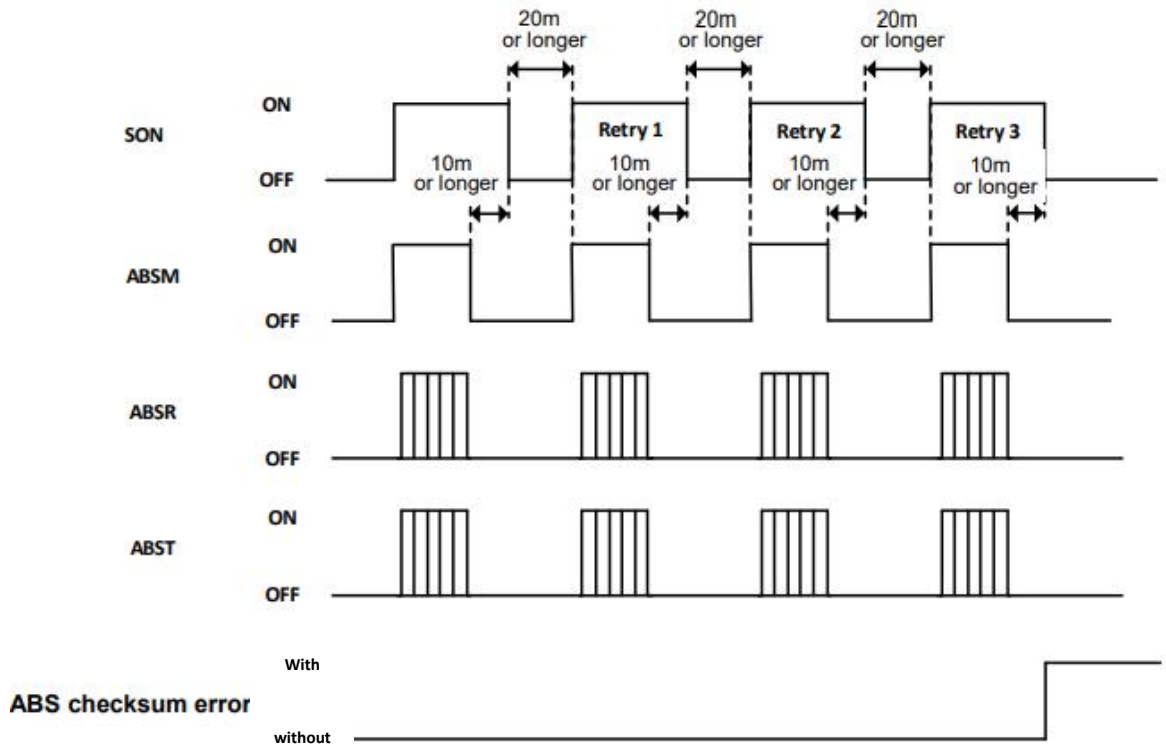 20m
or longer
20m
or longer
20m
or longer
ON
SON
Retry 1
Retry 2
Retry 3
10m
or longer
10m
or longer
10m
or longer
10m
or longer
OFF
ON
ABSM
OFF
ON
ABSR
OFF
ON
ABST
OFF
With
ABS checksum error
without